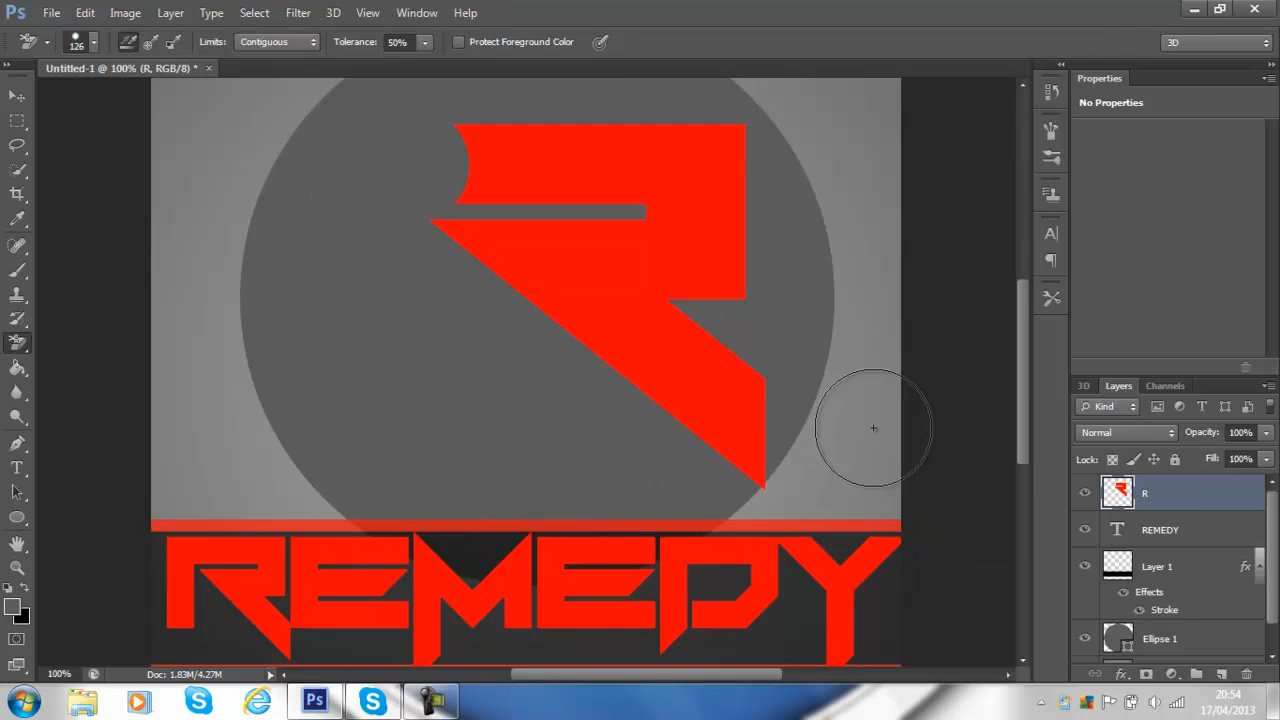 Ps File Edit Image Layer Type Select Filter 3D View Window Help
126 Limits: Contiguous Tolerance: 50% Protect Foreground Color 3D
Untitled-1 @ 100% (R, RGB/8) * ×
Properties
No Properties
REMEDY
3D Layers Channels
Kind
Normal Opacity: 100%
Lock: Fill: 100%
R
REMEDY
Layer 1 fx
Effects
Stroke
Ellipse 1
100% Doc: 1.83M/4.27M
20:54
17/04/2013